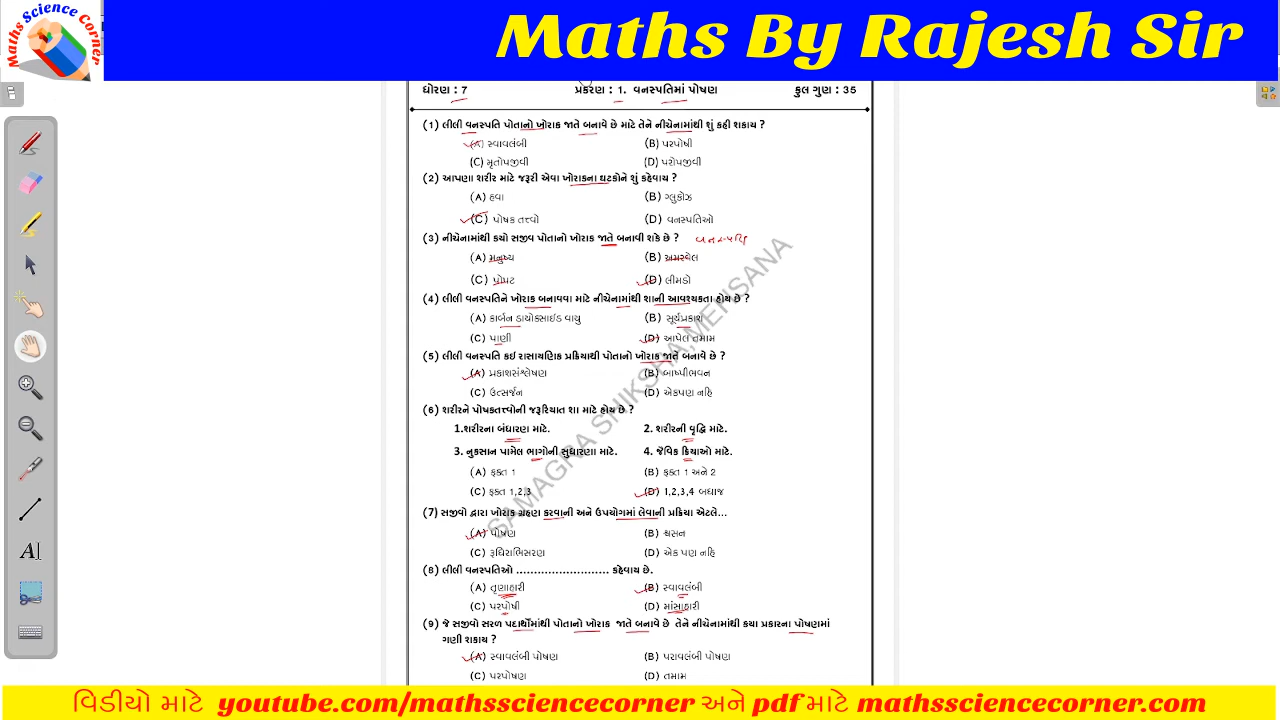 Maths Science Corner
Maths By Rajesh Sir
ધોરણ : 7 પ્રકરણ : 1. વનસ્પતિમાં પોષણ કુલ ગુણ : 35
(1) લીલી વનસ્પતિ પોતાનો ખોરાક જાતે બનાવે છે માટે તેને નીચેનામાંથી શું કહી શકાય ?
(A) સ્વાવલંબી (B) પરપોષી
(C) મૃતોપજીવી (D) પરોપજીવી
(2) આપણા શરીર માટે જરૂરી એવા ખોરાકના ઘટકોને શું કહેવાય ?
(A) હવા (B) ગ્લુકોઝ
(C) પોષક તત્ત્વો (D) વનસ્પતિઓ
(3) નીચેનામાંથી કયો સજીવ પોતાનો ખોરાક જાતે બનાવી શકે છે ? વનસ્પતિ
(A) મનુષ્ય (B) અમરવેલ
(C) પોપટ (D) લીમડો
(4) લીલી વનસ્પતિને ખોરાક બનાવવા માટે નીચેનામાંથી શાની આવશ્યકતા હોય છે ?
(A) કાર્બન ડાયોક્સાઈડ વાયુ (B) સૂર્યપ્રકાશ
(C) પાણી (D) આપેલ તમામ
(5) લીલી વનસ્પતિ કઈ રાસાયણિક પ્રક્રિયાથી પોતાનો ખોરાક જાતે બનાવે છે ?
(A) પ્રકાશસંશ્લેષણ (B) બાષ્પીભવન
(C) ઉત્સર્જન (D) એકપણ નહિ
(6) શરીરને પોષકતત્ત્વોની જરૂરિયાત શા માટે હોય છે ?
1.શરીરના બંધારણ માટે. 2. શરીરની વૃદ્ધિ માટે.
3. નુકસાન પામેલ ભાગોની સુધારણા માટે. 4. જૈવિક ક્રિયાઓ માટે.
(A) ફક્ત 1 (B) ફક્ત 1 અને 2
(C) ફક્ત 1,2,3 (D) 1,2,3,4 બધાજ
(7) સજીવો દ્વારા ખોરાક ગ્રહણ કરવાની અને ઉપયોગમાં લેવાની પ્રક્રિયા એટલે...
(A) પોષણ (B) શ્વસન
(C) રૂધિરાભિસરણ (D) એક પણ નહિ
(8) લીલી વનસ્પતિઓ .......................... કહેવાય છે.
(A) તૃણાહારી (B) સ્વાવલંબી
(C) પરપોષી (D) માંસાહારી
(9) જે સજીવો સરળ પદાર્થોમાંથી પોતાનો ખોરાક જાતે બનાવે છે તેને નીચેનામાંથી કયા પ્રકારના પોષણમાં
ગણી શકાય ?
(A) સ્વાવલંબી પોષણ (B) પરાવલંબી પોષણ
(C) પરપોષણ (D) તમામ
SAMAGRA SHIKSHA,MEHSANA
A
વિડીયો માટે youtube.com/mathssciencecorner અને pdf માટે mathssciencecorner.com